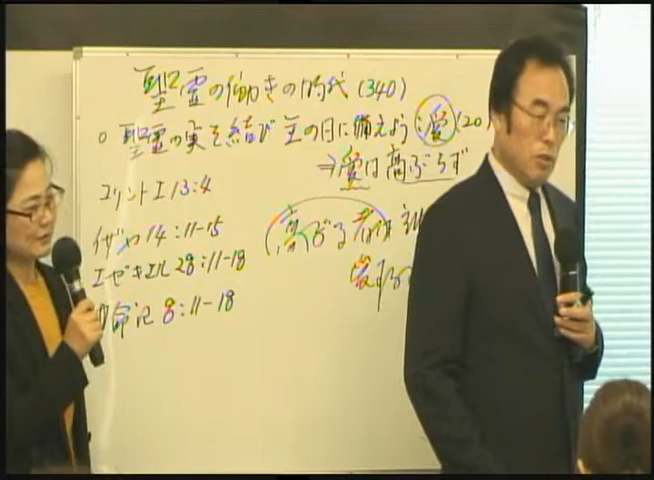 聖霊の働きの時代 (340)
○ 聖霊の実を結び主の日に備えよう:愛(20
⇒愛は高ぶらず
コリントI 13:4
(高ぶる者は
イザヤ14:11-15
エゼキエル 28:11-18
命記 8:11-18